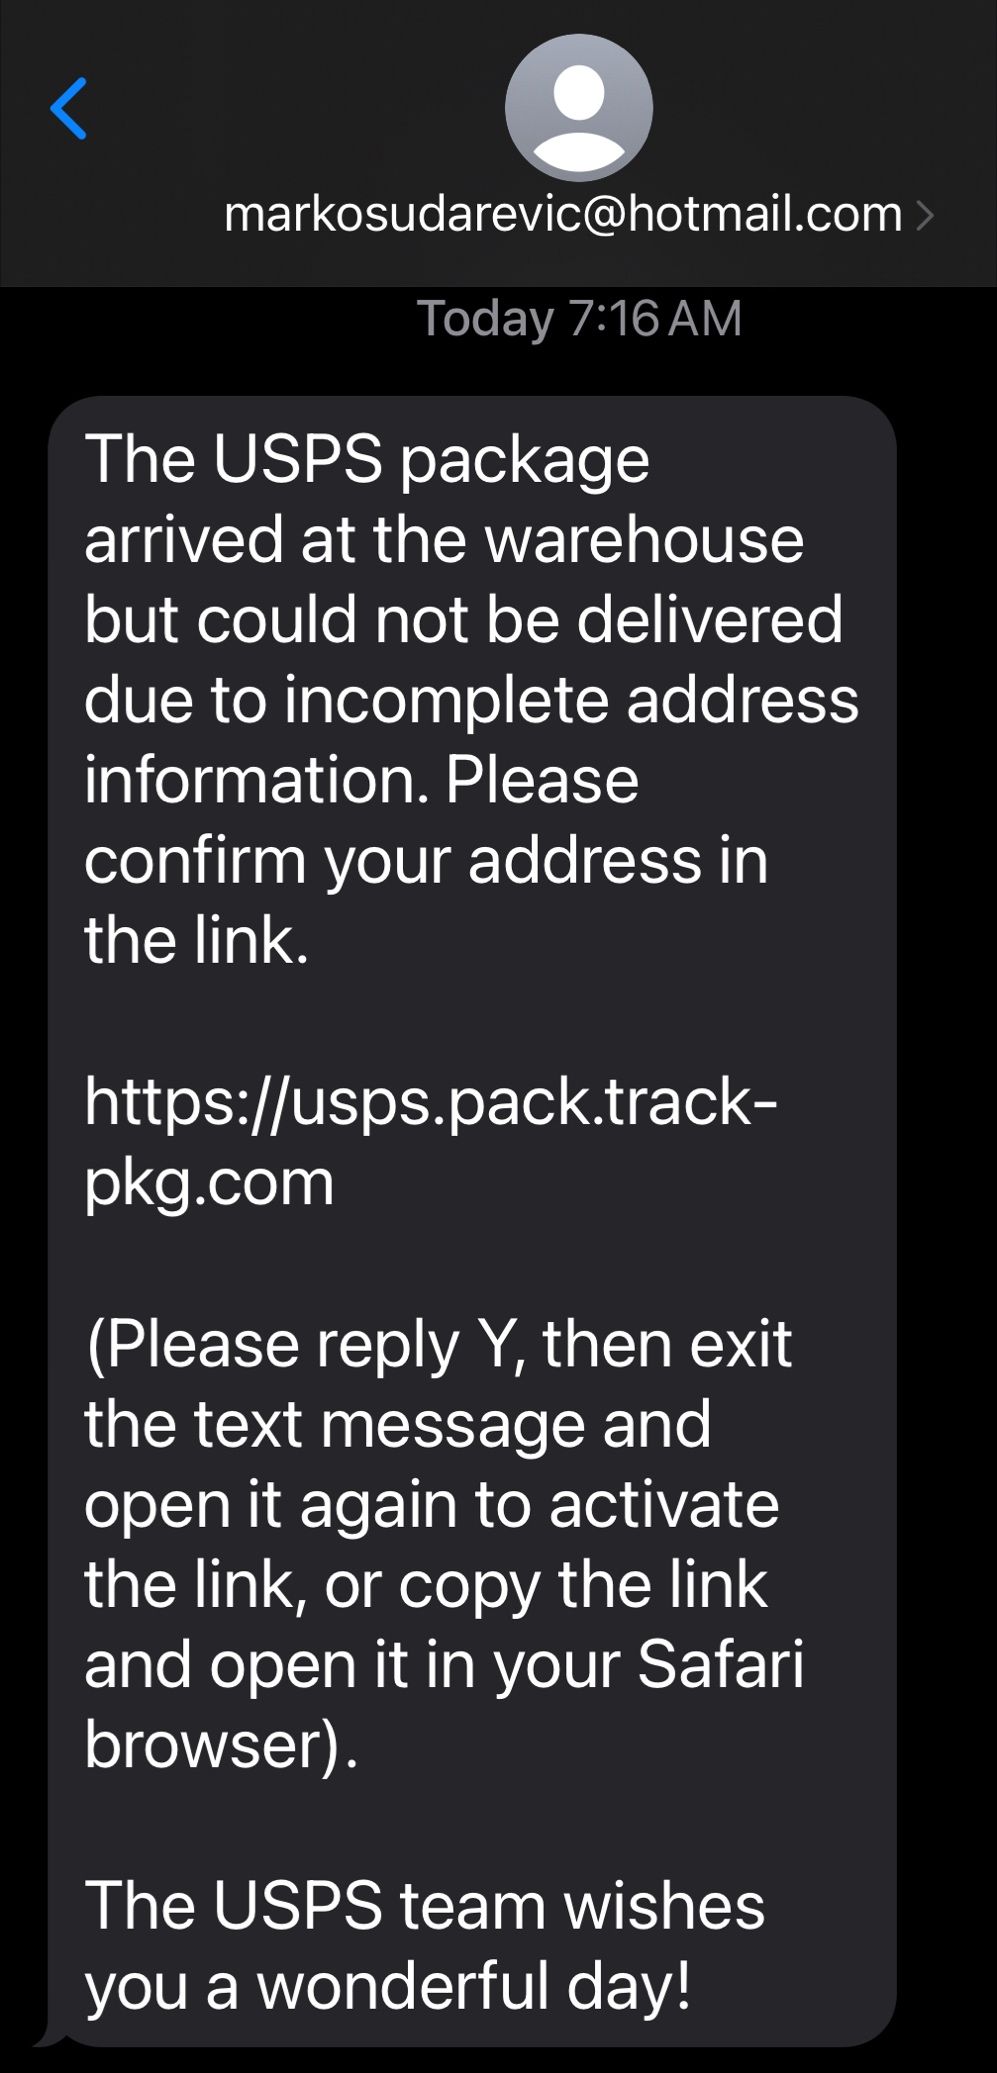 markosudarevic@hotmail.com
Today 7:16 AM
The USPS package
arrived at the warehouse
but could not be delivered
due to incomplete address
information. Please
confirm your address in
the link.
https://usps.pack.track-
pkg.com
(Please reply Y, then exit
the text message and
open it again to activate
the link, or copy the link
and open it in your Safari
browser).
The USPS team wishes
you a wonderful day!